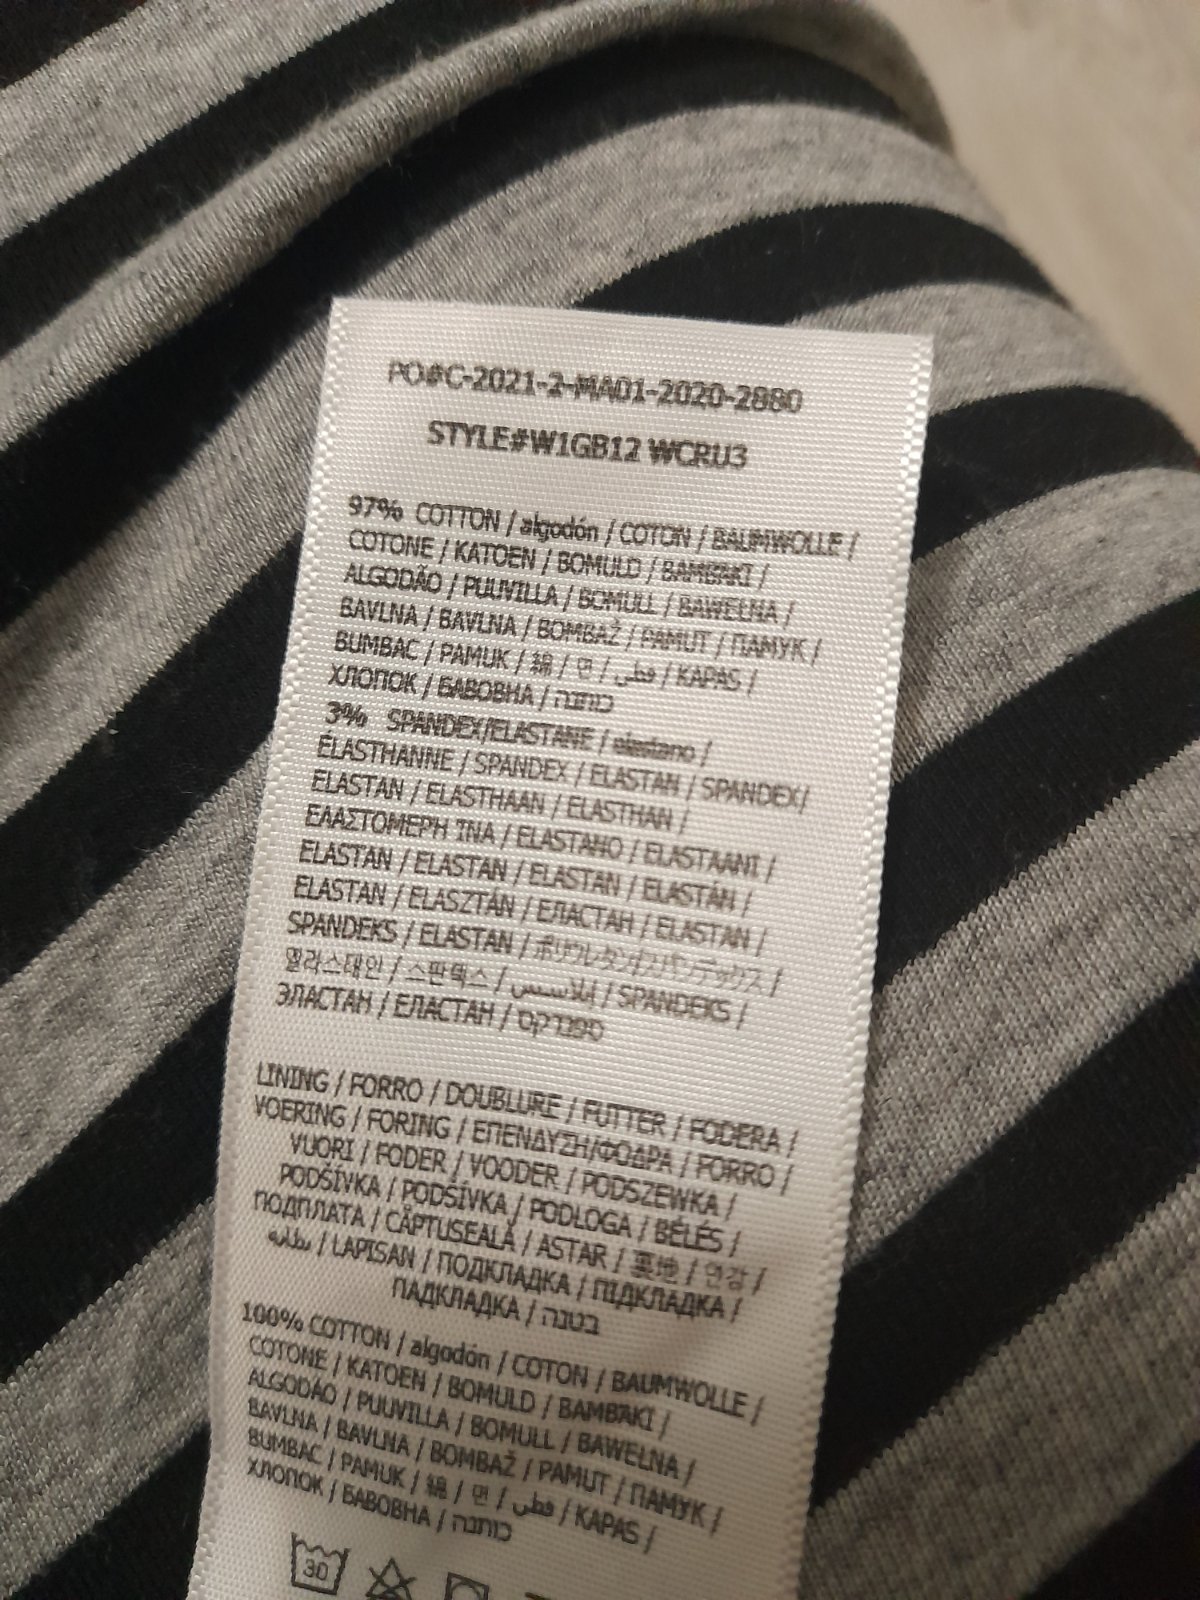 PO#C-2021-2-MA01-2020-2880
STYLE#W1GB12 WCRU3
97% COTTON / algodón / COTON / BAUMWOLLE /
COTONE / KATOEN / BOMULD / ΒΑΜΒΆΚΙ /
ALGODÃO / PUUVILLA / BOMULL / BAWEŁNA /
BAVLNA / BAVLNA / BOMBAŽ / PAMUT / ПАМУК /
BUMBAC / PAMUK / 綿 / 면 / قطن / KAPAS /
ХЛОПОК / БАВОВНА / כותנה
3% SPANDEX/ELASTANE / elastano /
ÉLASTHANNE / SPANDEX / ELASTAN / SPANDEX/
ELASTAN / ELASTHAAN / ELASTHAN /
ΕΛΑΣΤΟΜΕΡΗ ΊΝΑ / ELASTANO / ELASTAANI /
ELASTAN / ELASTAN / ELASTAN / ELASTÁN /
ELASTAN / ELASZTÁN / ЕЛАСТАН / ELASTAN /
SPANDEKS / ELASTAN / ポリウレタン/スパンデックス /
엘라스테인 / 스판덱스 / إيلاستيس / SPANDEKS /
ЭЛАСТАН / ЕЛАСТАН / ספנדקס
LINING / FORRO / DOUBLURE / FUTTER / FODERA /
VOERING / FORING / ΕΠΕΝΔΥΣΗ/ΦΟΔΡΑ / FORRO /
VUORI / FODER / VOODER / PODSZEWKA /
PODŠÍVKA / PODŠÍVKA / PODLOGA / BÉLÉS /
ПОДПЛАТА / CĂPTUSEALĂ / ASTAR / 裏地 / 안감 /
بطانة / LAPISAN / ПОДКЛАДКА / ПІДКЛАДКА /
ПАДКЛАДКА / בטנה
100% COTTON / algodón / COTON / BAUMWOLLE /
COTONE / KATOEN / BOMULD / ΒΑΜΒΆΚΙ /
ALGODÃO / PUUVILLA / BOMULL / BAWEŁNA /
BAVLNA / BAVLNA / BOMBAŽ / PAMUT / ПАМУК /
BUMBAC / PAMUK / 綿 / 면 / قطن / KAPAS /
ХЛОПОК / БАВОВНА / כותנה
30